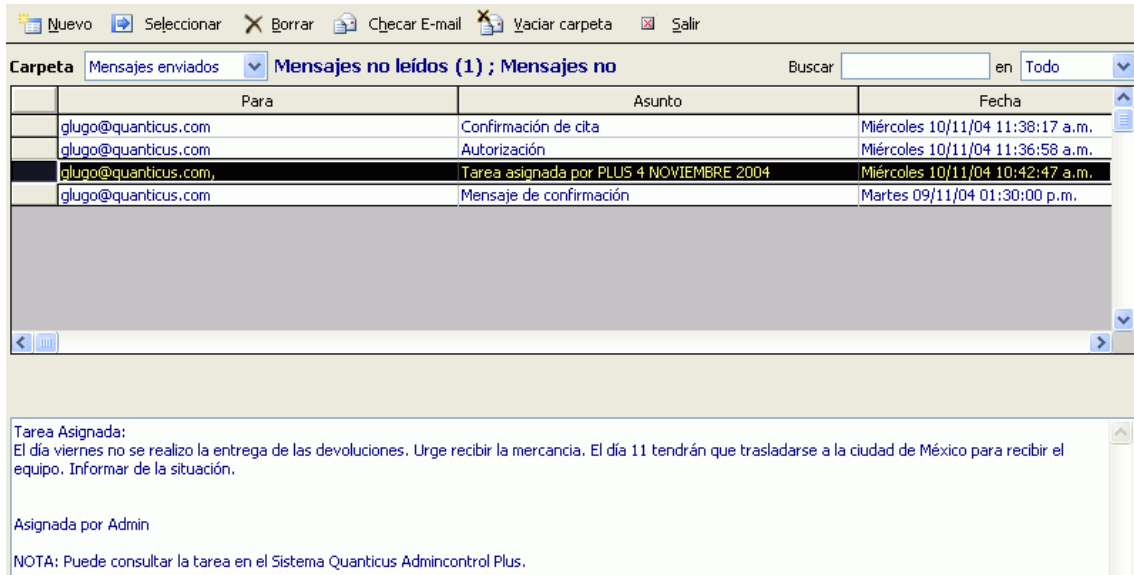 Nuevo Seleccionar Borrar Checar E-mail Vaciar carpeta Salir
Carpeta Mensajes enviados Mensajes no leídos (1) ; Mensajes no Buscar en Todo
Para Asunto Fecha
glugo@quanticus.com Confirmación de cita Miércoles 10/11/04 11:38:17 a.m.
glugo@quanticus.com Autorización Miércoles 10/11/04 11:36:58 a.m.
glugo@quanticus.com, Tarea asignada por PLUS 4 NOVIEMBRE 2004 Miércoles 10/11/04 10:42:47 a.m.
glugo@quanticus.com Mensaje de confirmación Martes 09/11/04 01:30:00 p.m.
Tarea Asignada:
El día viernes no se realizo la entrega de las devoluciones. Urge recibir la mercancia. El día 11 tendrán que trasladarse a la ciudad de México para recibir el
equipo. Informar de la situación.
Asignada por Admin
NOTA: Puede consultar la tarea en el Sistema Quanticus Admincontrol Plus.